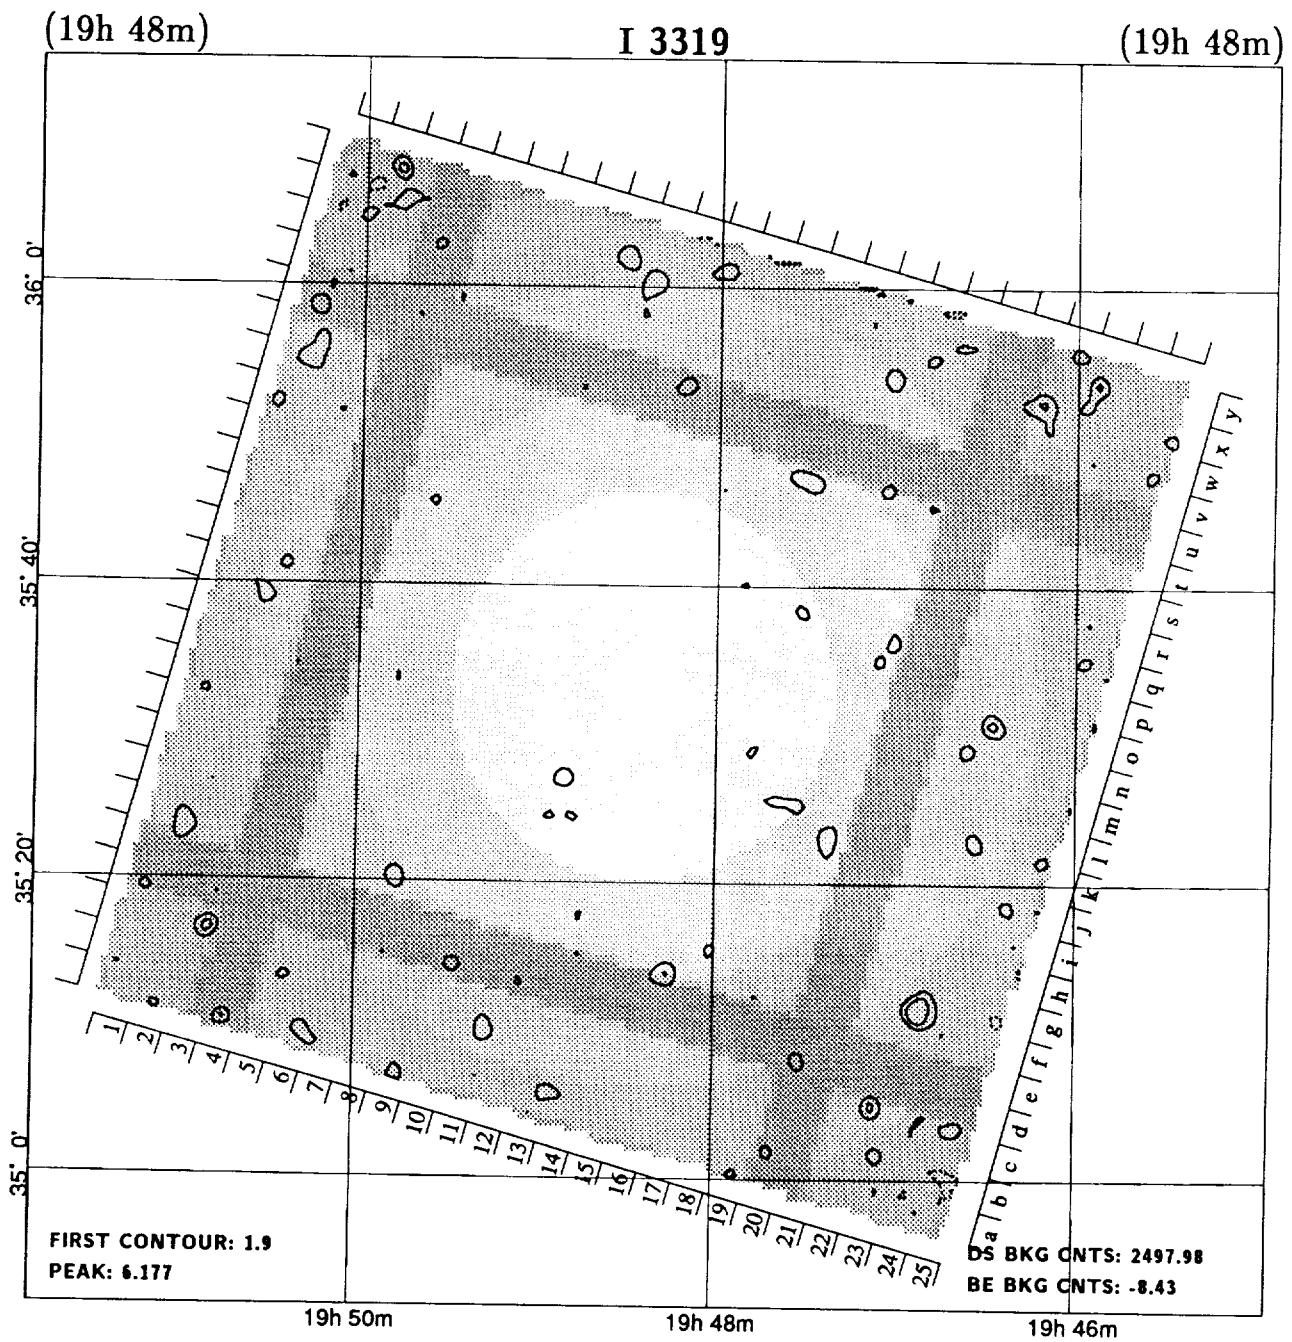 (19h 48m) I 3319 (19h 48m)
36° 0'
35° 40'
35° 20'
35° 0'
y
x
w
v
u
t
s
r
q
p
o
n
m
l
k
j
i
h
g
f
e
d
c
b
a
1 2 3 4 5 6 7 8 9 10 11 12 13 14 15 16 17 18 19 20 21 22 23 24 25
FIRST CONTOUR: 1.9
PEAK: 6.177
DS BKG CNTS: 2497.98
BE BKG CNTS: -8.43
19h 50m 19h 48m 19h 46m